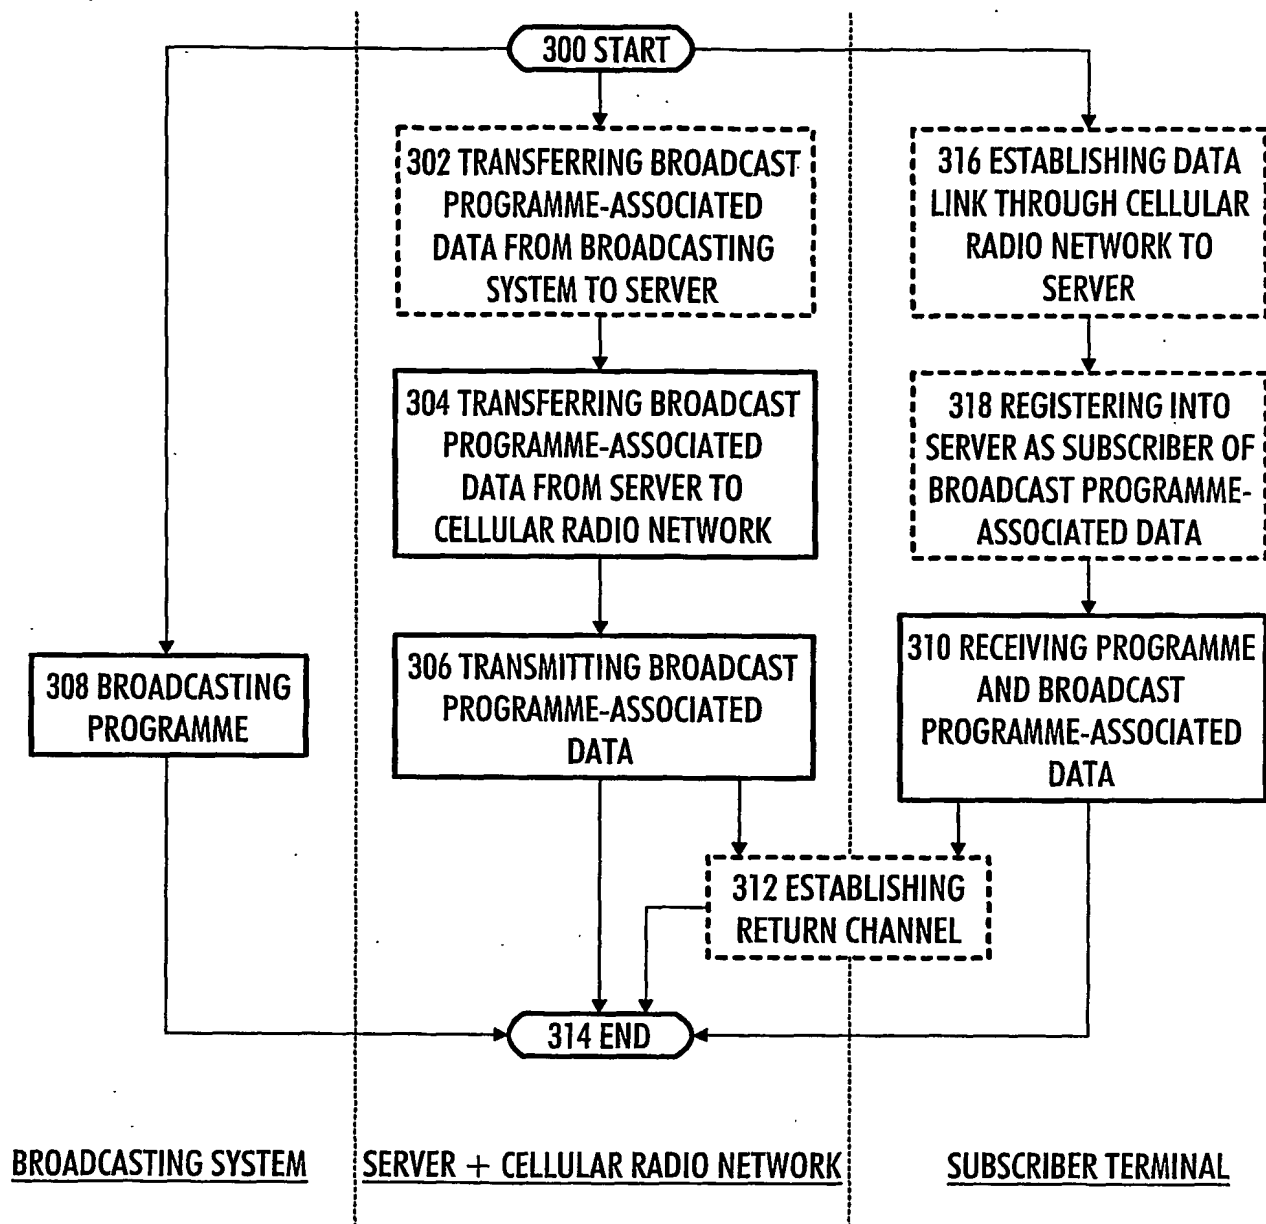 300 START
302 TRANSFERRING BROADCAST
PROGRAMME-ASSOCIATED
DATA FROM BROADCASTING
SYSTEM TO SERVER
316 ESTABLISHING DATA
LINK THROUGH CELLULAR
RADIO NETWORK TO
SERVER
304 TRANSFERRING BROADCAST
PROGRAMME-ASSOCIATED
DATA FROM SERVER TO
CELLULAR RADIO NETWORK
318 REGISTERING INTO
SERVER AS SUBSCRIBER OF
BROADCAST PROGRAMME-
ASSOCIATED DATA
308 BROADCASTING
PROGRAMME
306 TRANSMITTING BROADCAST
PROGRAMME-ASSOCIATED
DATA
310 RECEIVING PROGRAMME
AND BROADCAST
PROGRAMME-ASSOCIATED
DATA
312 ESTABLISHING
RETURN CHANNEL
314 END
BROADCASTING SYSTEM
SERVER + CELLULAR RADIO NETWORK
SUBSCRIBER TERMINAL